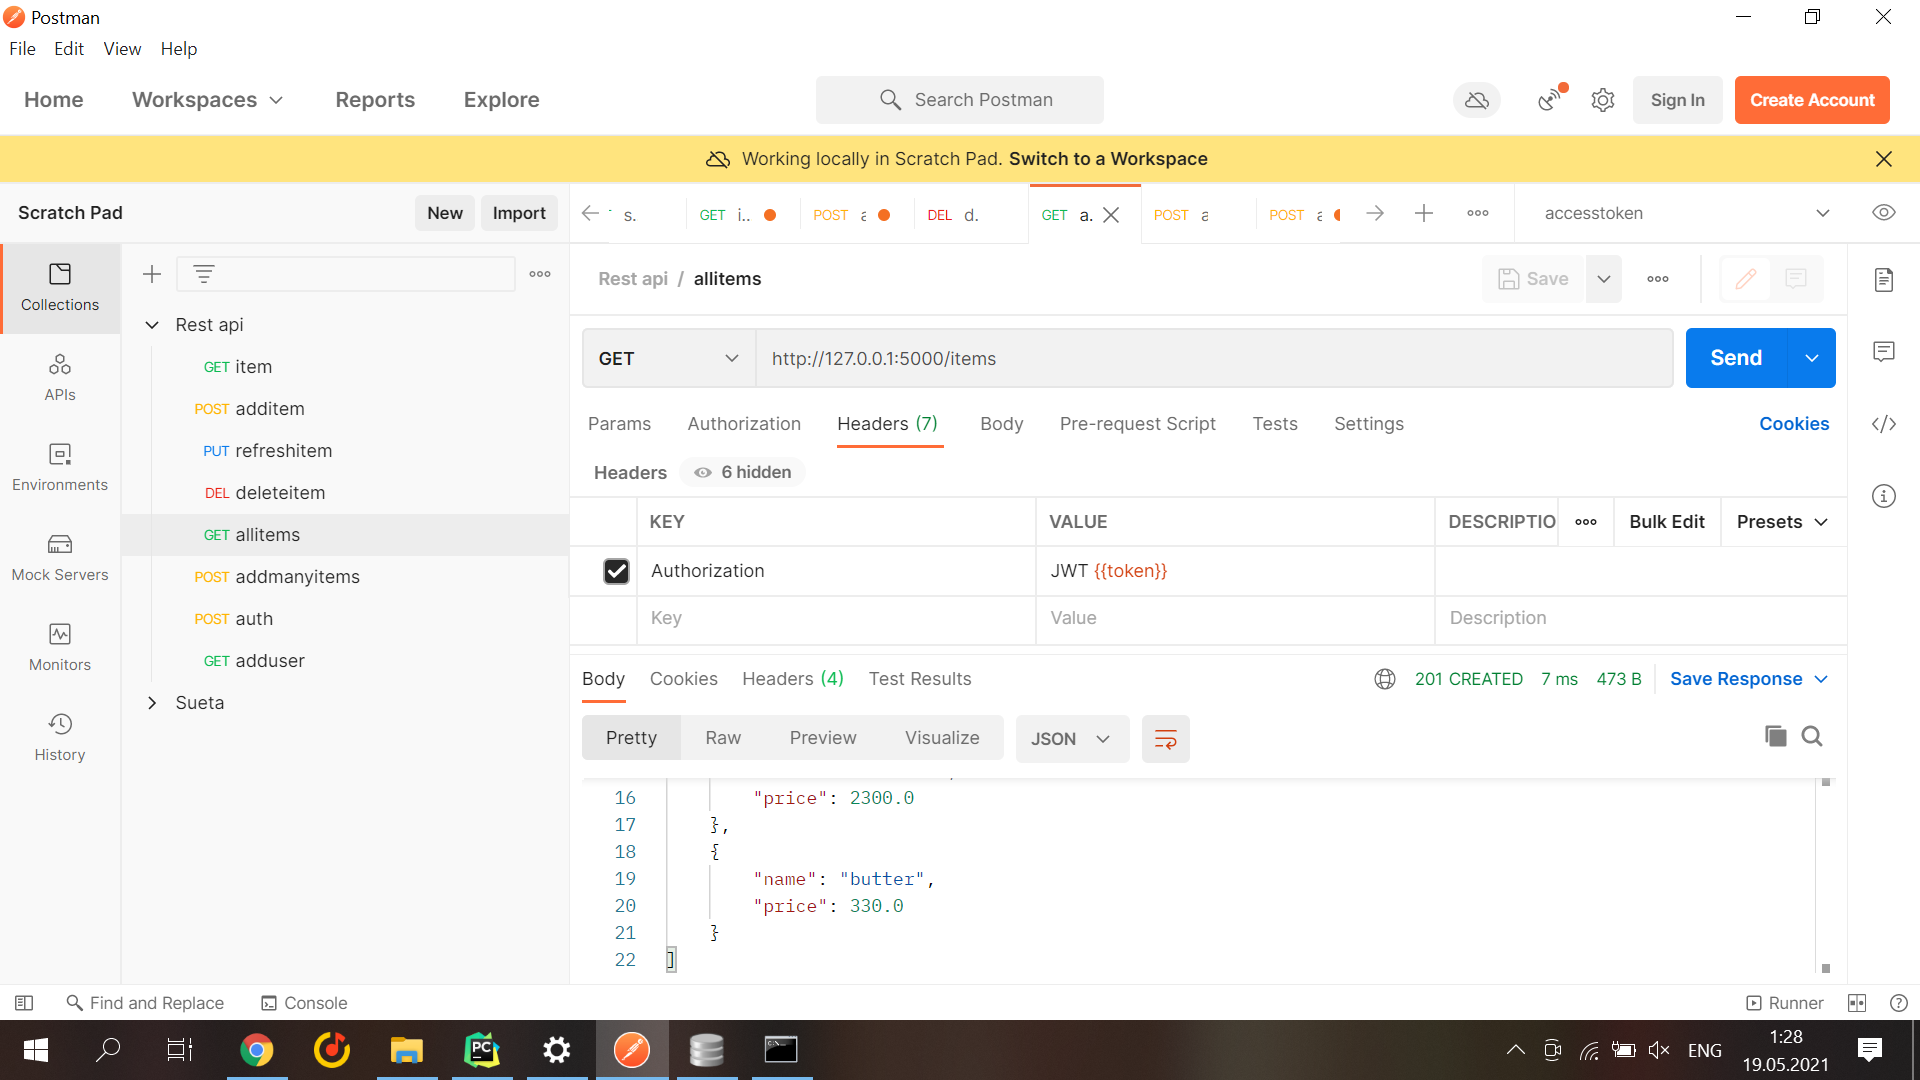 Postman
File Edit View Help
Home Workspaces Reports Explore Search Postman Sign In Create Account
Working locally in Scratch Pad. Switch to a Workspace
Scratch Pad New Import
s. GET i.. POST DEL d. GET a. POST POST accesstoken
Collections
APIs
Environments
Mock Servers
Monitors
History
Rest api
GET item
POST additem
PUT refreshitem
DEL deleteitem
GET allitems
POST addmanyitems
POST auth
GET adduser
Sueta
Rest api / allitems Save
GET http://127.0.0.1:5000/items Send
Params Authorization Headers (7) Body Pre-request Script Tests Settings Cookies
Headers 6 hidden
KEY VALUE DESCRIPTIO Bulk Edit Presets
Authorization JWT {{token}}
Key Value Description
Body Cookies Headers (4) Test Results 201 CREATED 7 ms 473 B Save Response
Pretty Raw Preview Visualize JSON
16 "price": 2300.0
17 },
18 {
19 "name": "butter",
20 "price": 330.0
21 }
22 ]
Find and Replace Console Runner
PC ENG 1:28
19.05.2021